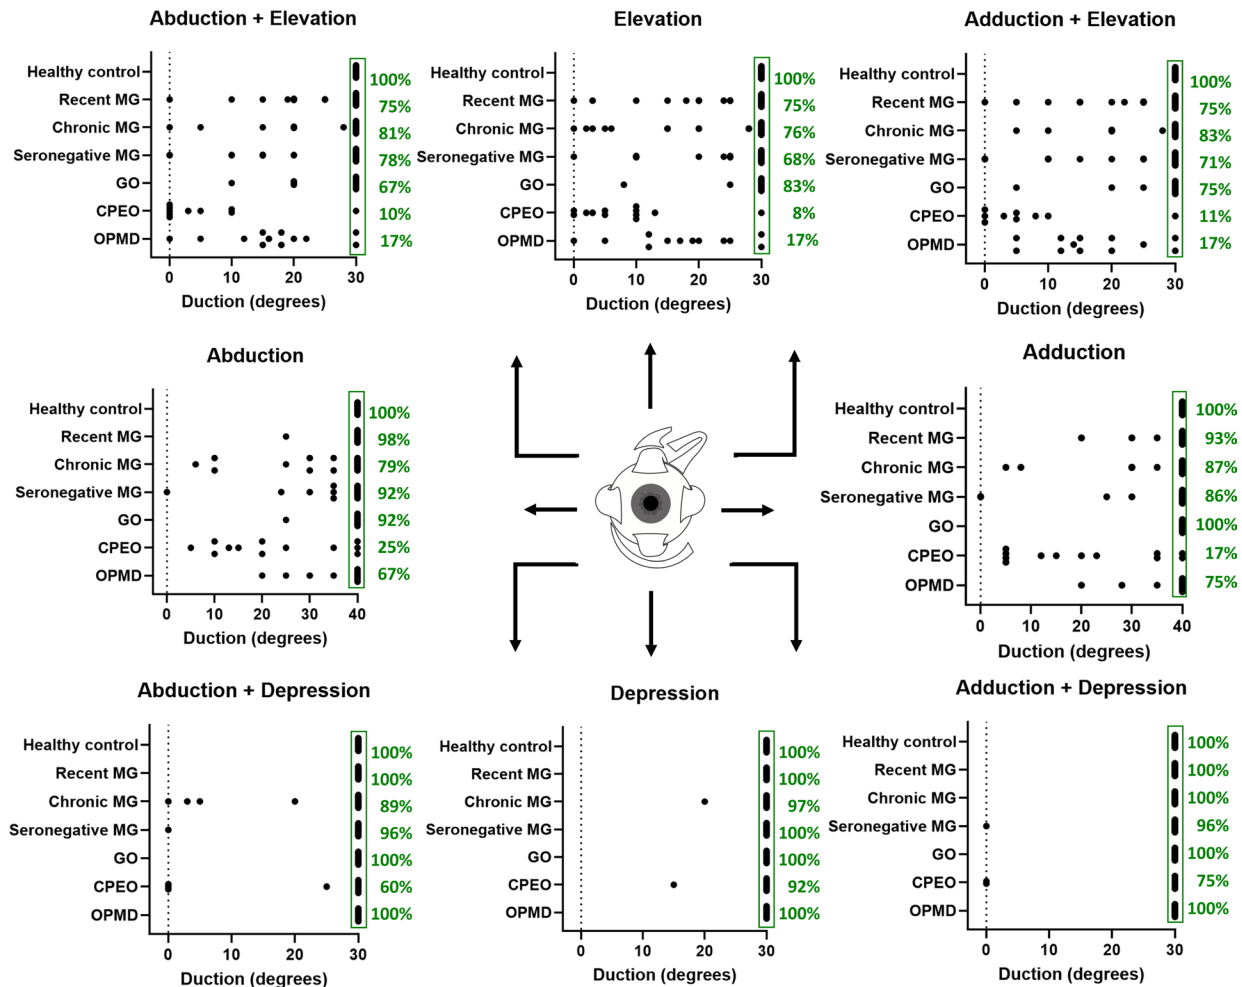 Abduction + Elevation
Healthy control 100%
Recent MG 75%
Chronic MG 81%
Seronegative MG 78%
GO 67%
CPEO 10%
OPMD 17%
0 10 20 30
Duction (degrees)
Elevation
Healthy control 100%
Recent MG 75%
Chronic MG 76%
Seronegative MG 68%
GO 83%
CPEO 8%
OPMD 17%
0 10 20 30
Duction (degrees)
Adduction + Elevation
Healthy control 100%
Recent MG 75%
Chronic MG 83%
Seronegative MG 71%
GO 75%
CPEO 11%
OPMD 17%
0 10 20 30
Duction (degrees)
Abduction
Healthy control 100%
Recent MG 98%
Chronic MG 79%
Seronegative MG 92%
GO 92%
CPEO 25%
OPMD 67%
0 10 20 30 40
Duction (degrees)
Adduction
Healthy control 100%
Recent MG 93%
Chronic MG 87%
Seronegative MG 86%
GO 100%
CPEO 17%
OPMD 75%
0 10 20 30 40
Duction (degrees)
Abduction + Depression
Healthy control 100%
Recent MG 100%
Chronic MG 89%
Seronegative MG 96%
GO 100%
CPEO 60%
OPMD 100%
0 10 20 30
Duction (degrees)
Depression
Healthy control 100%
Recent MG 100%
Chronic MG 97%
Seronegative MG 100%
GO 100%
CPEO 92%
OPMD 100%
0 10 20 30
Duction (degrees)
Adduction + Depression
Healthy control 100%
Recent MG 100%
Chronic MG 100%
Seronegative MG 96%
GO 100%
CPEO 75%
OPMD 100%
0 10 20 30
Duction (degrees)